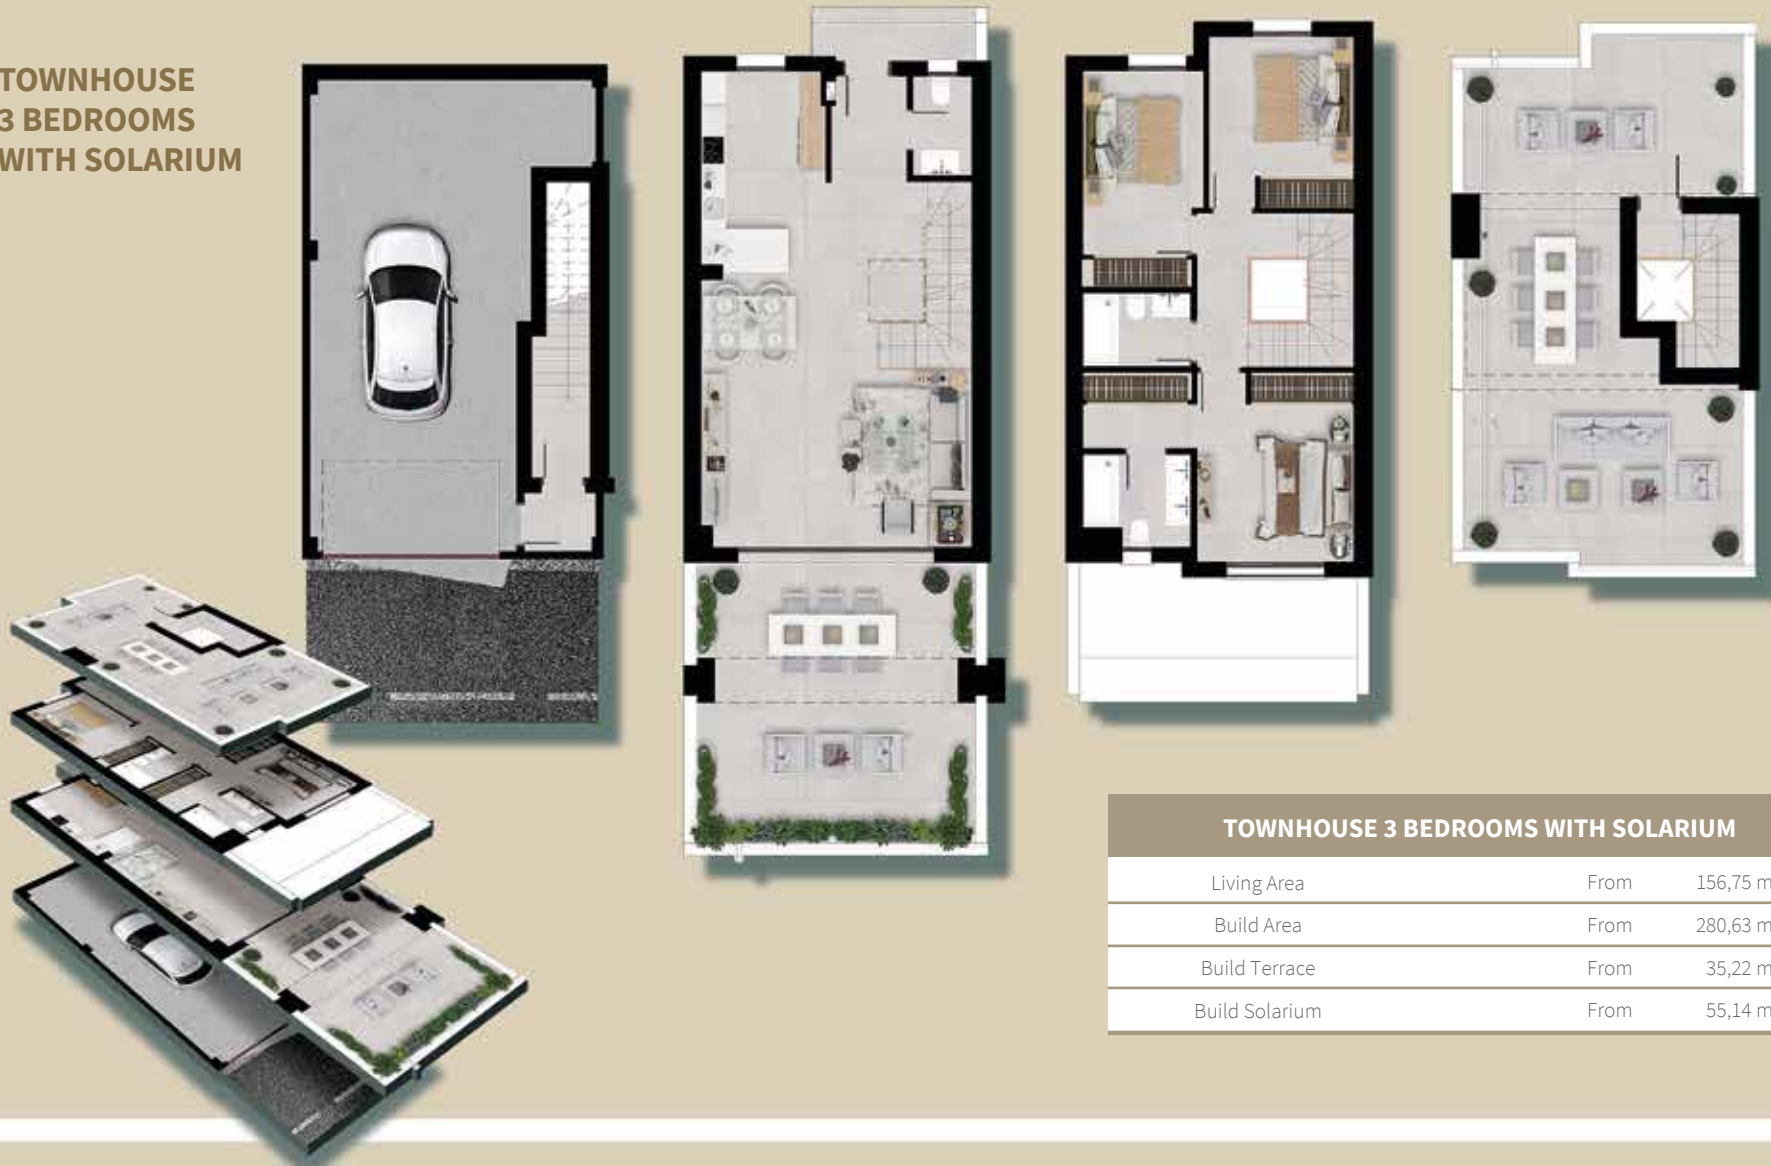 TOWNHOUSE
3 BEDROOMS
WITH SOLARIUM
TOWNHOUSE 3 BEDROOMS WITH SOLARIUM
Living Area From 156,75 m
Build Area From 280,63 m
Build Terrace From 35,22 m
Build Solarium From 55,14 m